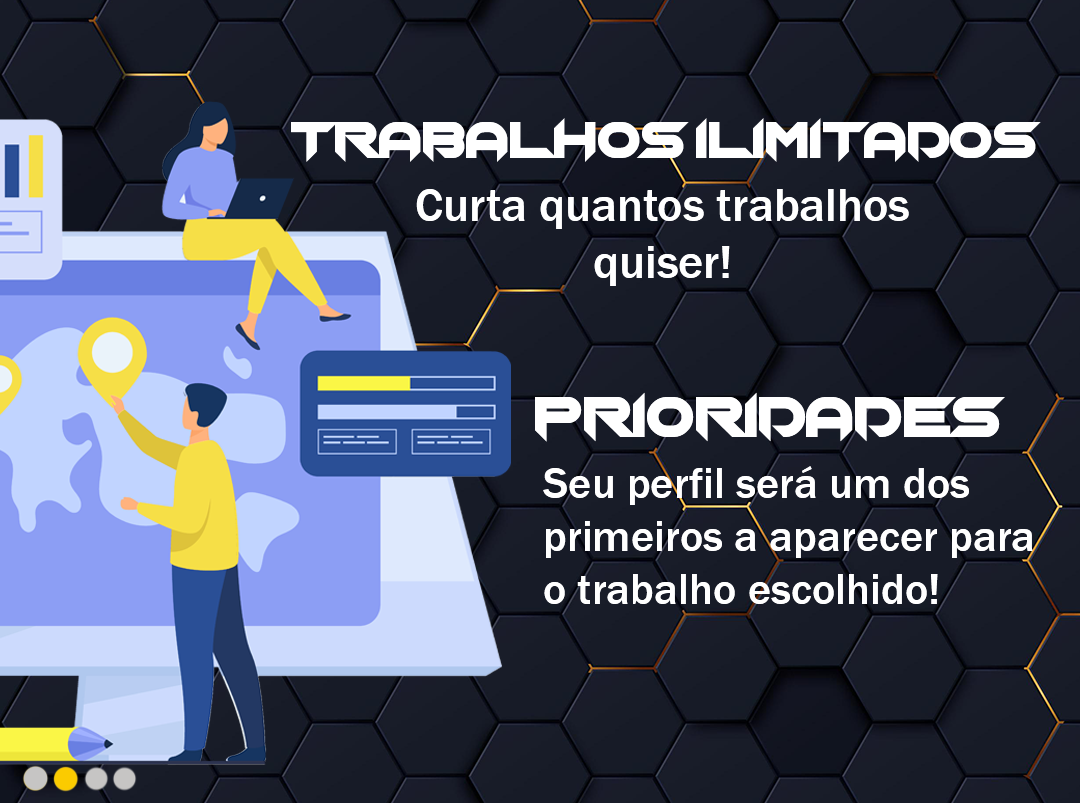 TRABALHOS ILIMITADOS
Curta quantos trabalhos
quiser!
PRIORIDADES
Seu perfil será um dos
primeiros a aparecer para
o trabalho escolhido!